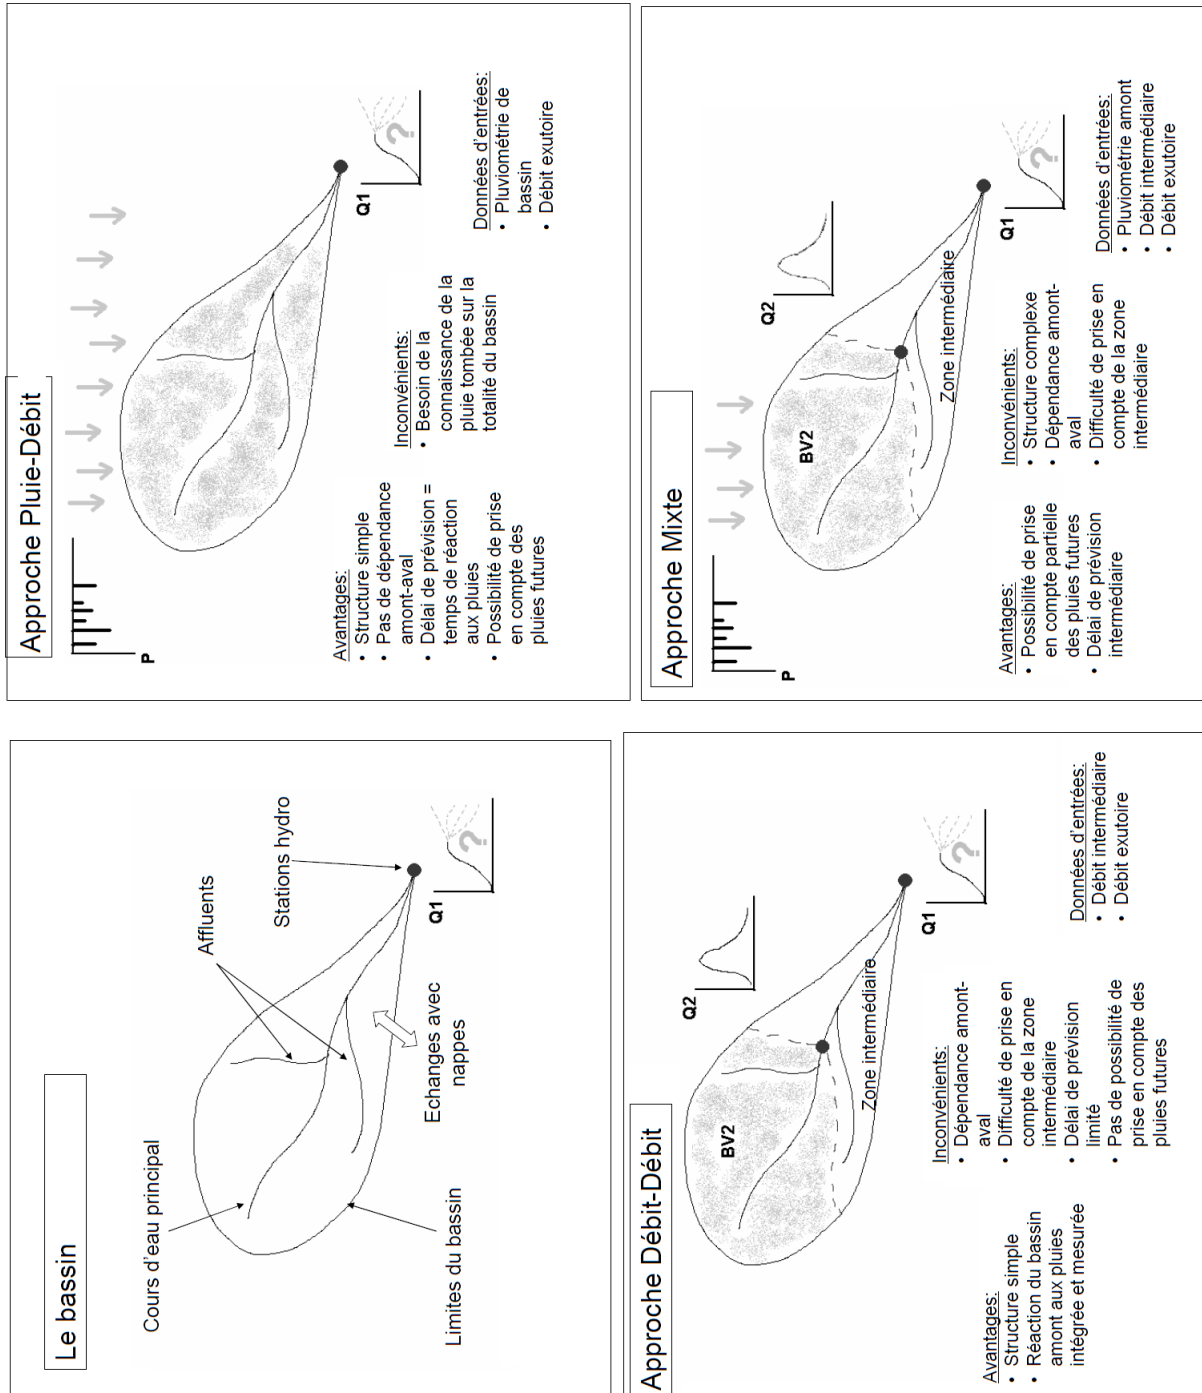 Le bassin
Cours d'eau principal
Affluents
Stations hydro
Limites du bassin
Echanges avec
nappes
Q1
?
Approche Pluie-Débit
P
Q1
?
Avantages:
• Structure simple
• Pas de dépendance
amont-aval
• Délai de prévision =
temps de réaction
aux pluies
• Possibilité de prise
en compte des
pluies futures
Inconvénients:
• Besoin de la
connaissance de la
pluie tombée sur la
totalité du bassin
Données d'entrées:
• Pluviométrie de
bassin
• Débit exutoire
Approche Débit-Débit
BV2
Q2
Zone intermédiaire
Q1
?
Avantages:
• Structure simple
• Réaction du bassin
amont aux pluies
intégrée et mesurée
Inconvénients:
• Dépendance amont-
aval
• Difficulté de prise en
compte de la zone
intermédiaire
• Délai de prévision
limité
• Pas de possibilité de
prise en compte des
pluies futures
Données d'entrées:
• Débit intermédiaire
• Débit exutoire
Approche Mixte
P
BV2
Q2
Zone intermédiaire
Q1
?
Avantages:
• Possibilité de prise
en compte partielle
des pluies futures
• Délai de prévision
intermédiaire
Inconvénients:
• Structure complexe
• Dépendance amont-
aval
• Difficulté de prise en
compte de la zone
intermédiaire
Données d'entrées:
• Pluviométrie amont
• Débit intermédiaire
• Débit exutoire